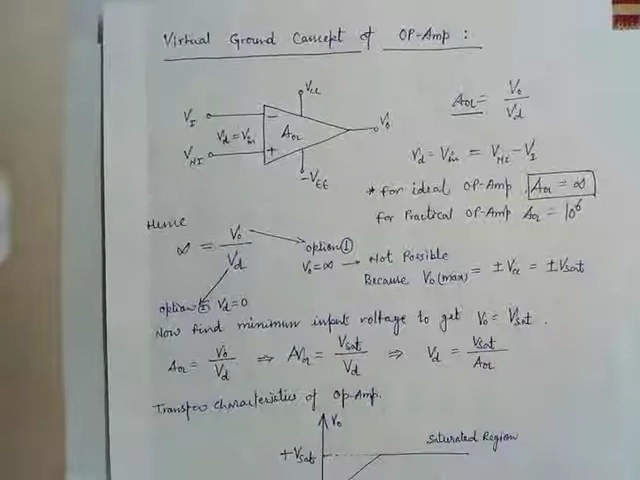 Virtual Ground Concept of OP-Amp :
VI
VNI
Vd = Vin
-
+
AOL
VCC
-VEE
Vo
AOL = Vo / Vd
Vd = Vin = VNI - VI
* for ideal OP-Amp AOL = ∞
for Practical OP-Amp AOL = 10^6
Hence
∞ = Vo / Vd
option ①
Vo = ∞ → Not Possible
Because Vo(max) = ±Vcc = ±Vsat
option ② Vd = 0
Now find minimum inputs voltage to get Vo = Vsat .
AOL = Vo / Vd ⇒ AOL = Vsat / Vd ⇒ Vd = Vsat / AOL
Transfer characteristics of Op-Amp.
Vo
+Vsat
Saturated Region